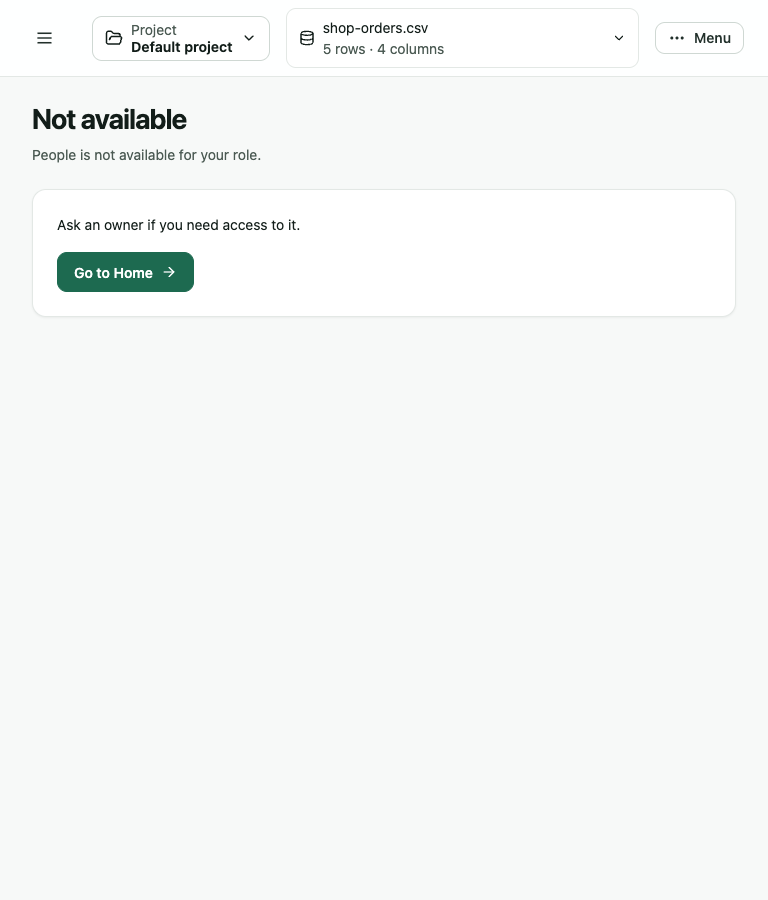 Project
Default project
shop-orders.csv
5 rows · 4 columns
Menu
Not available
People is not available for your role.
Ask an owner if you need access to it.
Go to Home